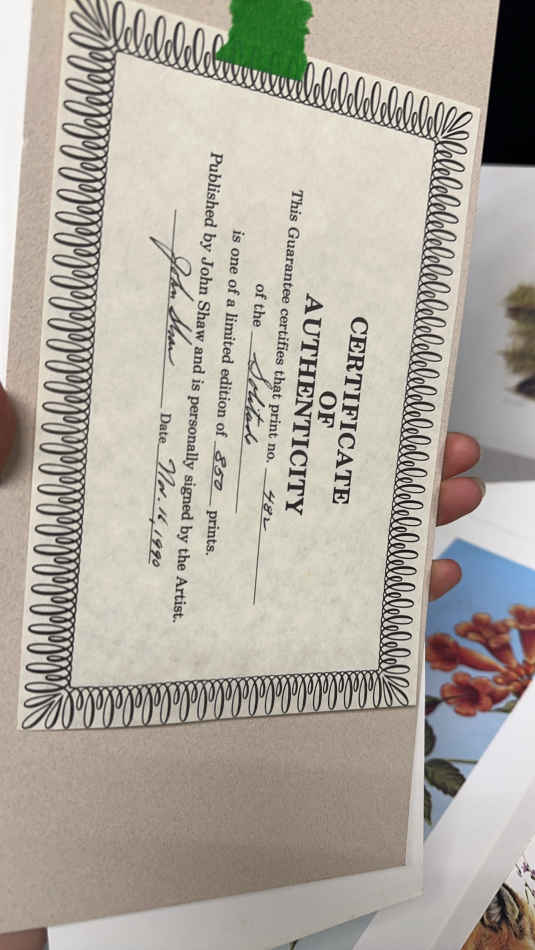 CERTIFICATE
OF
AUTHENTICITY
This Guarantee certifies that print no. 482
of the Solitude
is one of a limited edition of 850 prints.
Published by John Shaw and is personally signed by the Artist.
John Shaw Date Nov. 16, 1990